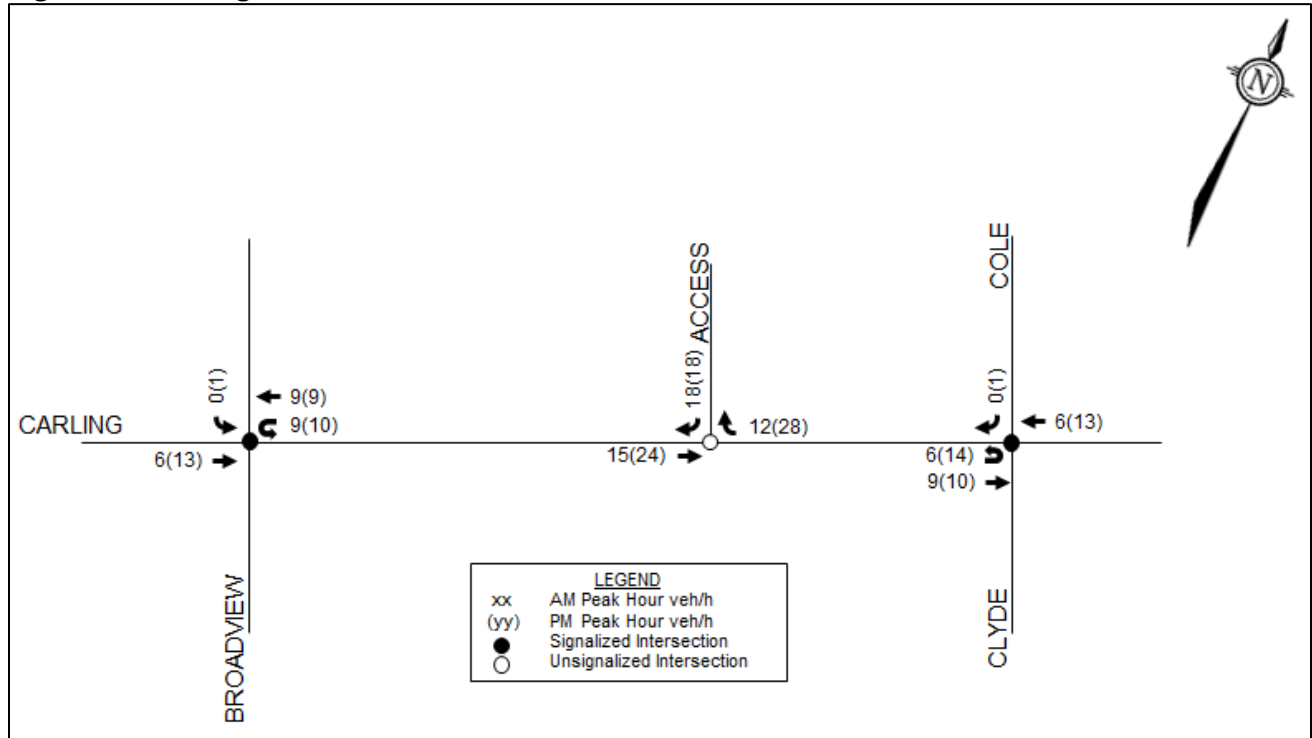 N
COLE
ACCESS
18(18)
0(1)
0(1)
9(9)
9(10)
CARLING
6(13)
12(28)
15(24)
6(13)
6(14)
9(10)
LEGEND
xx AM Peak Hour veh/h
(yy) PM Peak Hour veh/h
Signalized Intersection
Unsignalized Intersection
BROADVIEW
CLYDE